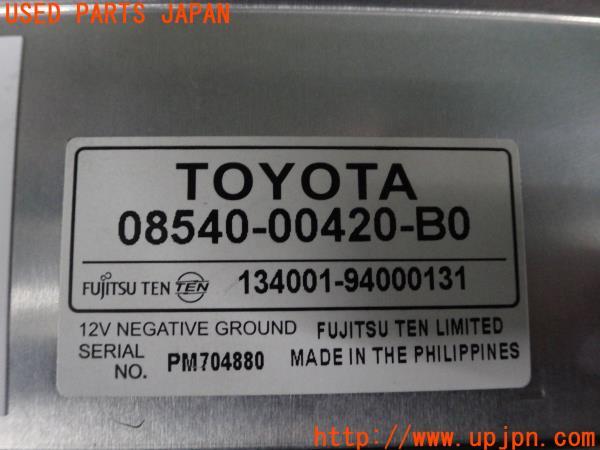 USED PARTS JAPAN
TOYOTA
08540-00420-B0
FUJITSU TEN TEN 134001-94000131
12V NEGATIVE GROUND FUJITSU TEN LIMITED
SERIAL NO. PM704880 MADE IN THE PHILIPPINES
http://www.upjpn.com